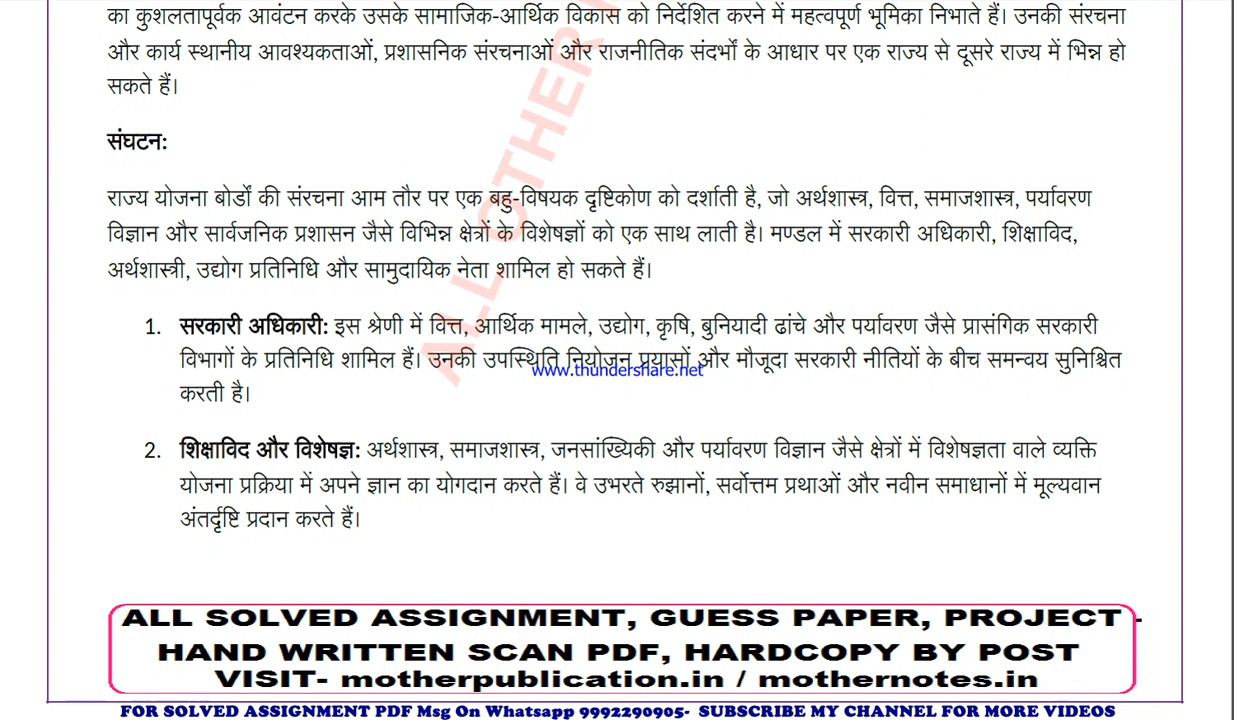 का कुशलतापूर्वक आवंटन करके उसके सामाजिक-आर्थिक विकास को निर्देशित करने में महत्वपूर्ण भूमिका निभाते हैं। उनकी संरचना
और कार्य स्थानीय आवश्यकताओं, प्रशासनिक संरचनाओं और राजनीतिक संदर्भों के आधार पर एक राज्य से दूसरे राज्य में भिन्न हो
सकते हैं।
संघटन:
राज्य योजना बोर्डों की संरचना आम तौर पर एक बहु-विषयक दृष्टिकोण को दर्शाती है, जो अर्थशास्त्र, वित्त, समाजशास्त्र, पर्यावरण
विज्ञान और सार्वजनिक प्रशासन जैसे विभिन्न क्षेत्रों के विशेषज्ञों को एक साथ लाती है। मण्डल में सरकारी अधिकारी, शिक्षाविद,
अर्थशास्त्री, उद्योग प्रतिनिधि और सामुदायिक नेता शामिल हो सकते हैं।
1. सरकारी अधिकारी: इस श्रेणी में वित्त, आर्थिक मामले, उद्योग, कृषि, बुनियादी ढांचे और पर्यावरण जैसे प्रासंगिक सरकारी
विभागों के प्रतिनिधि शामिल हैं। उनकी उपस्थिति नियोजन प्रयासों और मौजूदा सरकारी नीतियों के बीच समन्वय सुनिश्चित
www.thundershare.net
करती है।
2. शिक्षाविद और विशेषज्ञ: अर्थशास्त्र, समाजशास्त्र, जनसांख्यिकी और पर्यावरण विज्ञान जैसे क्षेत्रों में विशेषज्ञता वाले व्यक्ति
योजना प्रक्रिया में अपने ज्ञान का योगदान करते हैं। वे उभरते रुझानों, सर्वोत्तम प्रथाओं और नवीन समाधानों में मूल्यवान
अंतर्दृष्टि प्रदान करते हैं।
ALL OTHER
ALL SOLVED ASSIGNMENT, GUESS PAPER, PROJECT -
HAND WRITTEN SCAN PDF, HARDCOPY BY POST
VISIT- motherpublication.in / mothernotes.in
FOR SOLVED ASSIGNMENT PDF Msg On Whatsapp 9992290905- SUBSCRIBE MY CHANNEL FOR MORE VIDEOS